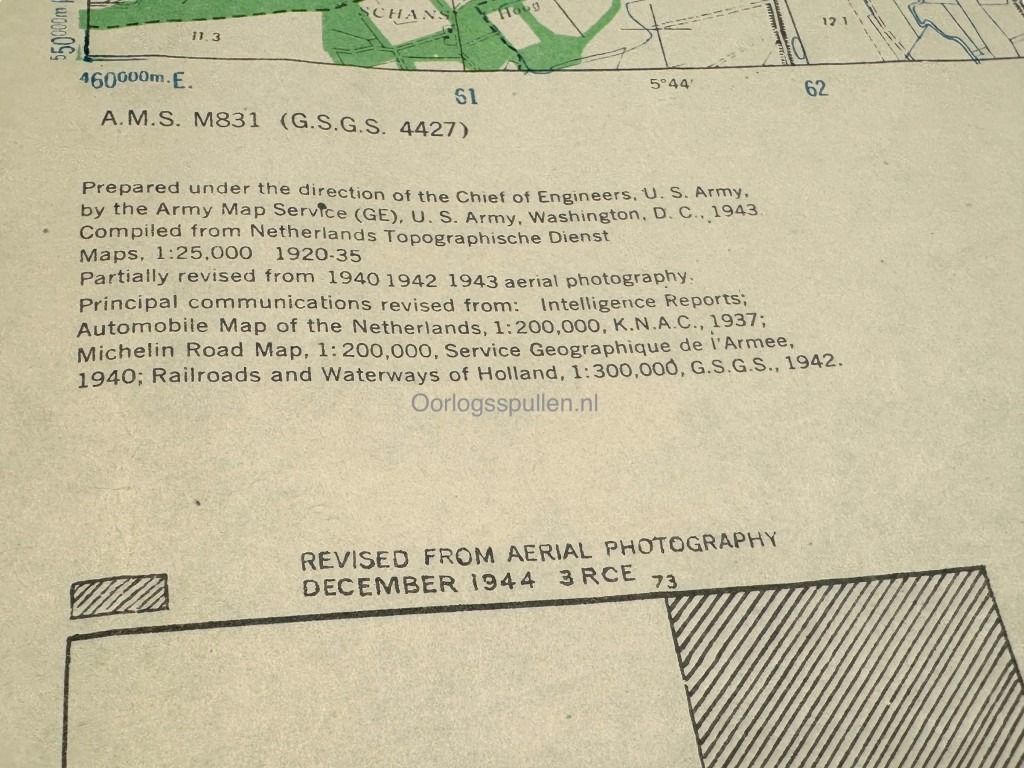 SCHANS
Hoog
11.3
12 1
550000m
460000m.E.
61
5°44'
62
A.M.S. M831 (G.S.G.S. 4427)
Prepared under the direction of the Chief of Engineers, U. S. Army,
by the Army Map Service (GE), U. S. Army, Washington, D. C., 1943
Compiled from Netherlands Topographische Dienst
Maps, 1:25,000 1920-35
Partially revised from 1940 1942 1943 aerial photography.
Principal communications revised from: Intelligence Reports;
Automobile Map of the Netherlands, 1:200,000, K.N.A.C., 1937;
Michelin Road Map, 1:200,000, Service Geographique de l'Armee,
1940; Railroads and Waterways of Holland, 1:300,000, G.S.G.S., 1942.
Oorlogsspullen.nl
REVISED FROM AERIAL PHOTOGRAPHY
DECEMBER 1944 3 RCE 73